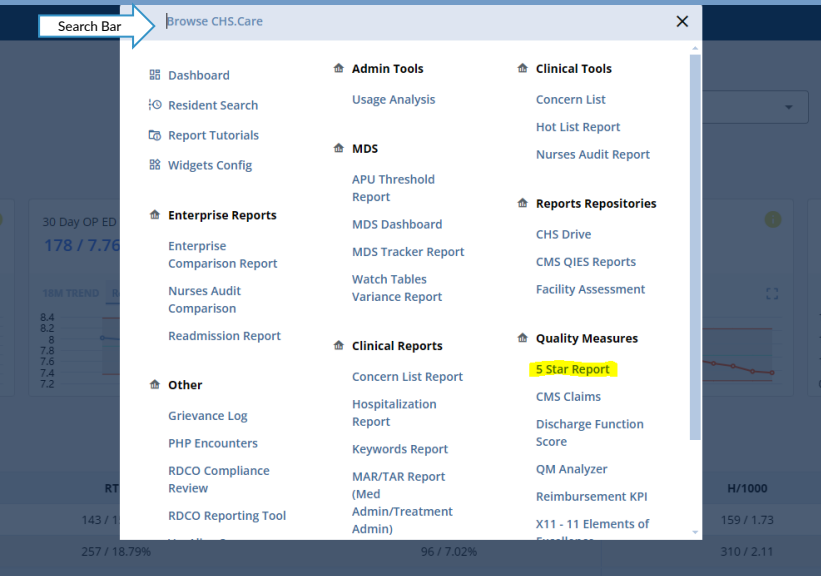 Search Bar
Browse CHS.Care
Dashboard
Resident Search
Report Tutorials
Widgets Config
Enterprise Reports
Enterprise
Comparison Report
Nurses Audit
Comparison
Readmission Report
Other
Grievance Log
PHP Encounters
RDCO Compliance
Review
RDCO Reporting Tool
Admin Tools
Usage Analysis
MDS
APU Threshold
Report
MDS Dashboard
MDS Tracker Report
Watch Tables
Variance Report
Clinical Reports
Concern List Report
Hospitalization
Report
Keywords Report
MAR/TAR Report
(Med
Admin/Treatment
Admin)
Clinical Tools
Concern List
Hot List Report
Nurses Audit Report
Reports Repositories
CHS Drive
CMS QIES Reports
Facility Assessment
Quality Measures
5 Star Report
CMS Claims
Discharge Function
Score
QM Analyzer
Reimbursement KPI
X11 - 11 Elements of
Excellence
30 Day OP ED
178 / 7.76
18M TREND
8.4
8.2
8
7.8
7.6
7.4
7.2
RT
H/1000
143 / 1
159 / 1.73
257 / 18.79%
96 / 7.02%
310 / 2.11